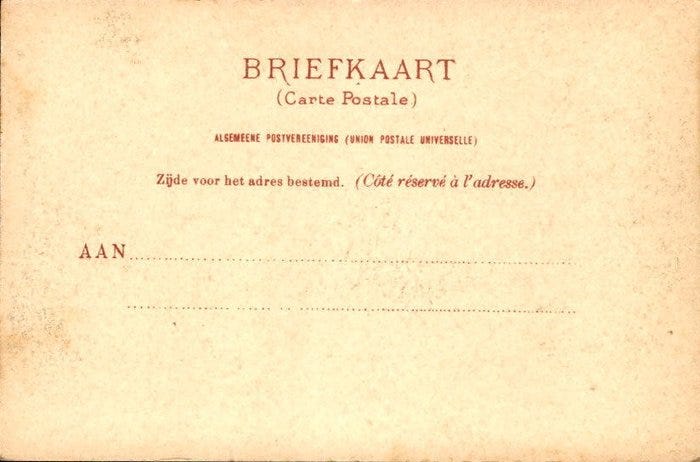 BRIEFKAART
(Carte Postale)
ALGEMEENE POSTVEREENIGING (UNION POSTALE UNIVERSELLE)
Zijde voor het adres bestemd. (Côté réservé à l'adresse.)
AAN